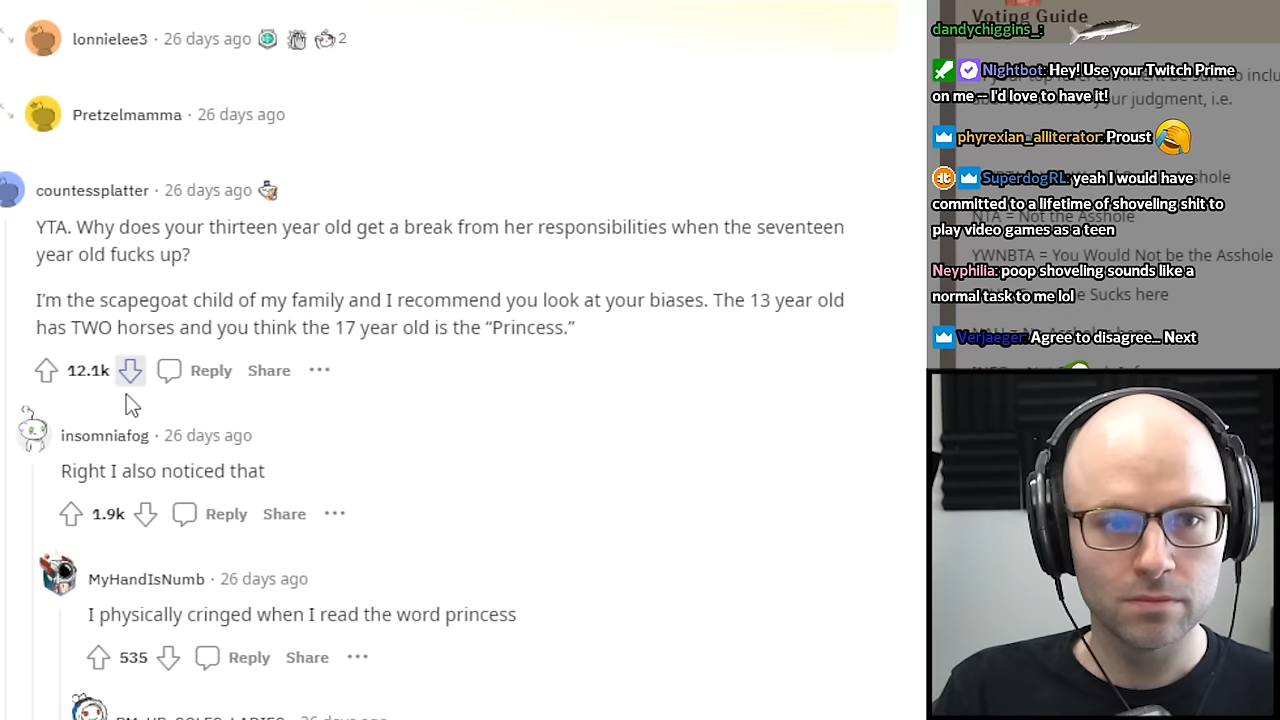 lonnielee3 · 26 days ago 2
Pretzelmamma · 26 days ago
countessplatter · 26 days ago
YTA. Why does your thirteen year old get a break from her responsibilities when the seventeen
year old fucks up?
I'm the scapegoat child of my family and I recommend you look at your biases. The 13 year old
has TWO horses and you think the 17 year old is the “Princess.”
12.1k Reply Share ···
insomniafog · 26 days ago
Right I also noticed that
1.9k Reply Share ···
MyHandIsNumb · 26 days ago
I physically cringed when I read the word princess
535 Reply Share ···
Voting Guide
dandychiggins_:
Nightbot: Hey! Use your Twitch Prime
on me -- I'd love to have it!
your judgment, i.e.
phyrexian_alliterator: Proust
SuperdogRL: yeah I would have
committed to a lifetime of shoveling shit to
play video games as a teen
NTA = Not the Asshole
YWNBTA = You Would Not be the Asshole
Neyphilia: poop shoveling sounds like a
normal task to me lol
Sucks here
Verjaeger: Agree to disagree... Next